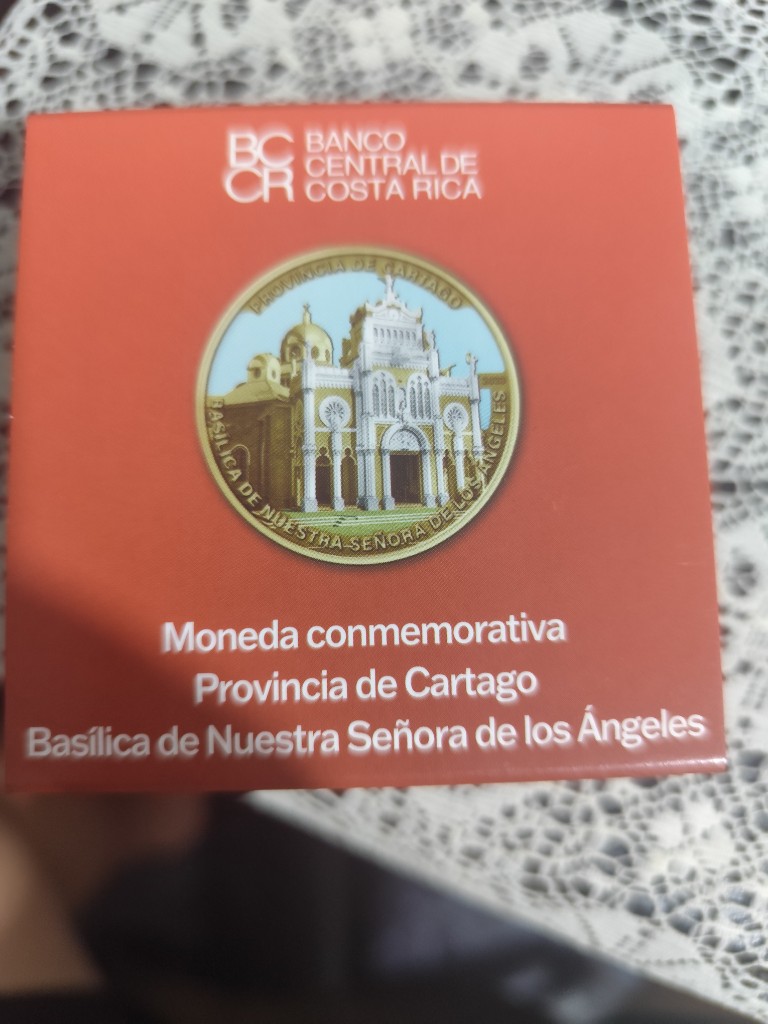 BC
CR
BANCO
CENTRAL DE
COSTA RICA
PROVINCIA DE CARTAGO
BASÍLICA DE NUESTRA SEÑORA DE LOS ÁNGELES
Moneda conmemorativa
Provincia de Cartago
Basílica de Nuestra Señora de los Ángeles